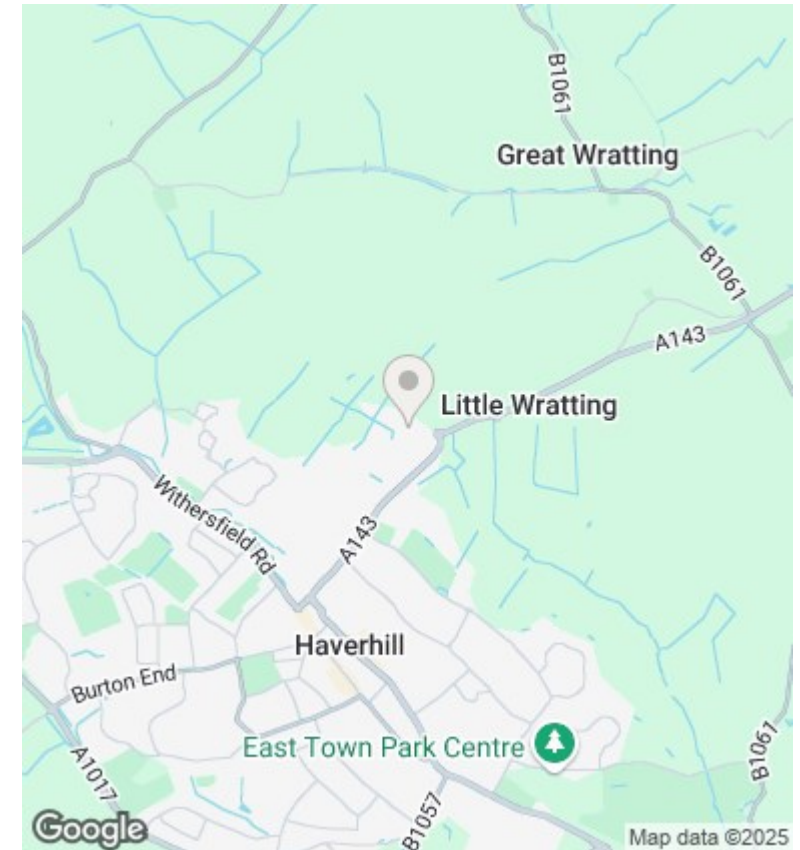 B1061
Great Wratting
B1061
A143
Little Wratting
Withersfield Rd
A143
Haverhill
Burton End
East Town Park Centre
A1017
B1057
B1061
Google
Map data ©2025